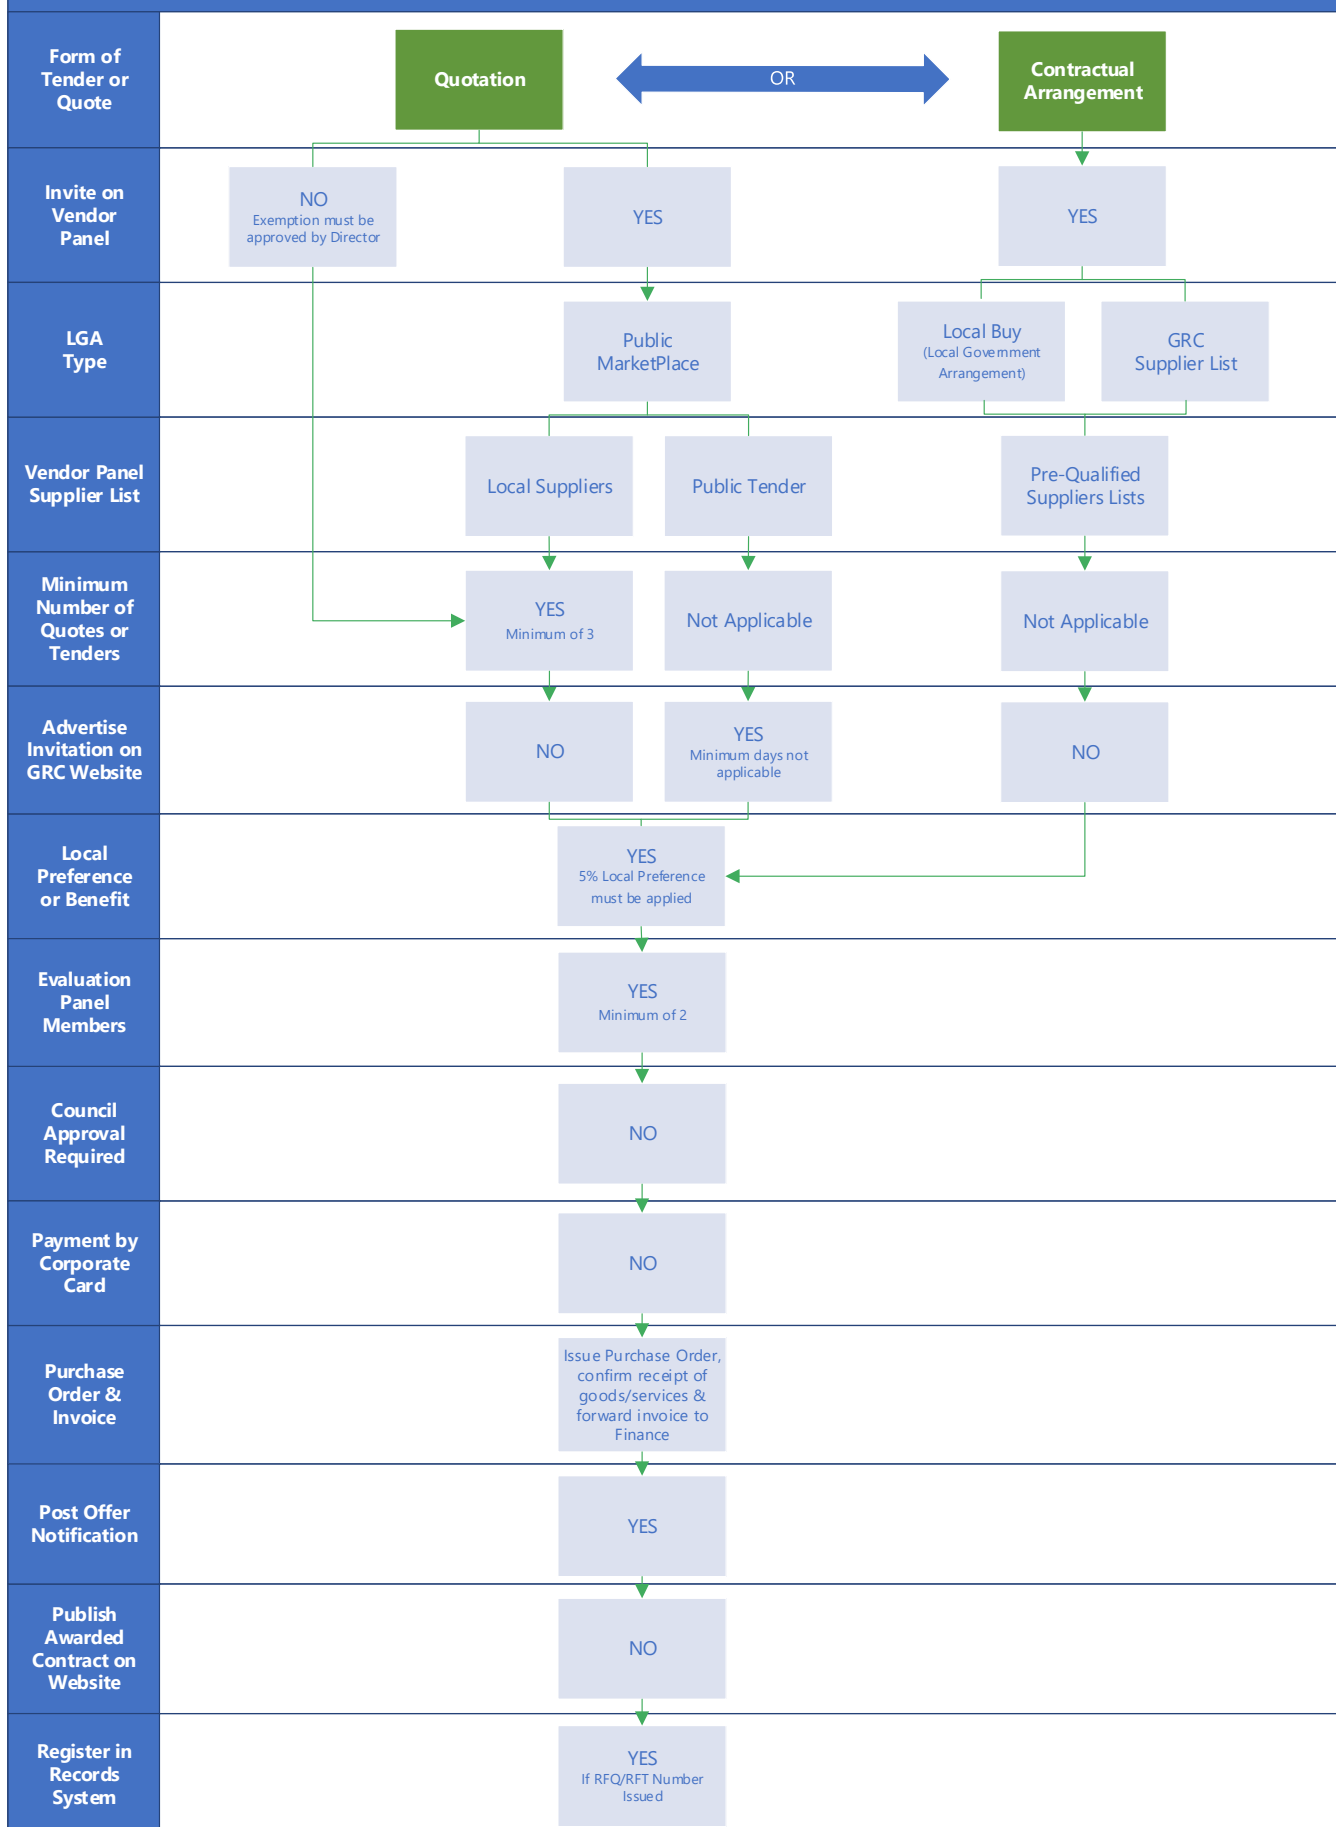 Form of
Tender or
Quote
Quotation
OR
Contractual
Arrangement
Invite on
Vendor
Panel
NO
Exemption must be
approved by Director
YES
YES
LGA
Type
Public
MarketPlace
Local Buy
(Local Government
Arrangement)
GRC
Supplier List
Vendor Panel
Supplier List
Local Suppliers
Public Tender
Pre-Qualified
Suppliers Lists
Minimum
Number of
Quotes or
Tenders
YES
Minimum of 3
Not Applicable
Not Applicable
Advertise
Invitation on
GRC Website
NO
YES
Minimum days not
applicable
NO
Local
Preference
or Benefit
YES
5% Local Preference
must be applied
Evaluation
Panel
Members
YES
Minimum of 2
Council
Approval
Required
NO
Payment by
Corporate
Card
NO
Purchase
Order &
Invoice
Issue Purchase Order,
confirm receipt of
goods/services &
forward invoice to
Finance
Post Offer
Notification
YES
Publish
Awarded
Contract on
Website
NO
Register in
Records
System
YES
If RFQ/RFT Number
Issued